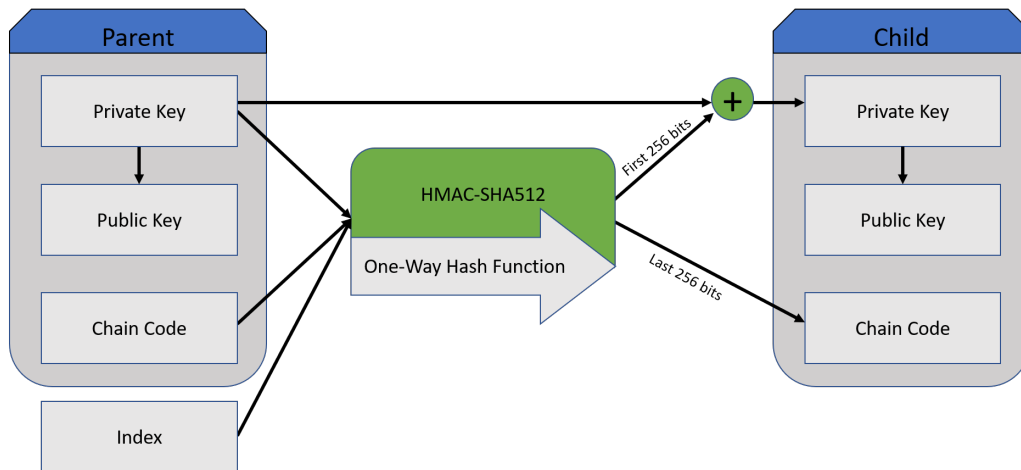 Parent
Child
Private Key
+
Private Key
First 256 bits
HMAC-SHA512
Public Key
Public Key
One-Way Hash Function
Last 256 bits
Chain Code
Chain Code
Index